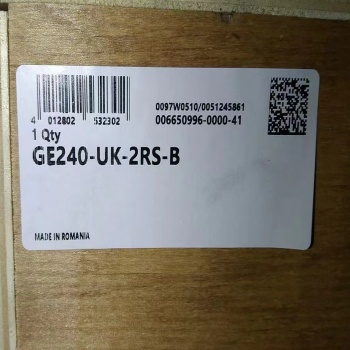 4 012802 532302
0097W0510/0051245861
006650996-0000-41
1 Qty
GE240-UK-2RS-B
MADE IN ROMANIA